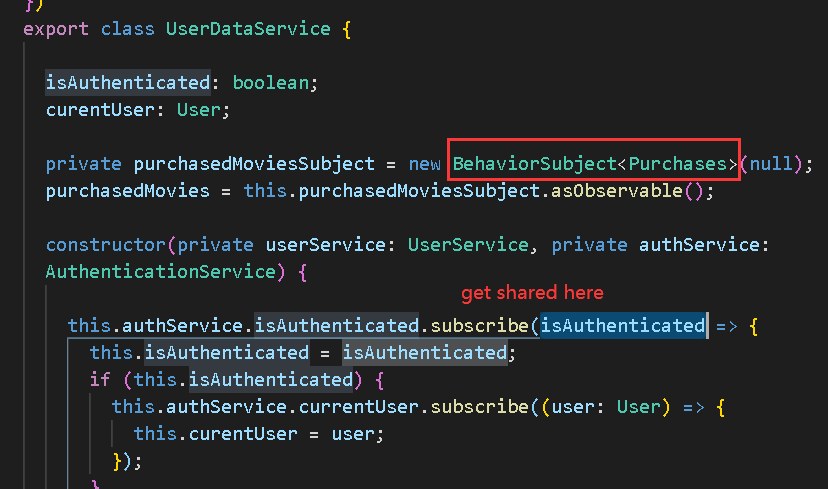 })
export class UserDataService {
isAuthenticated: boolean;
curentUser: User;
private purchasedMoviesSubject = new BehaviorSubject<Purchases>(null);
purchasedMovies = this.purchasedMoviesSubject.asObservable();
constructor(private userService: UserService, private authService:
AuthenticationService) {
get shared here
this.authService.isAuthenticated.subscribe(isAuthenticated => {
this.isAuthenticated = isAuthenticated;
if (this.isAuthenticated) {
this.authService.currentUser.subscribe((user: User) => {
this.curentUser = user;
});
}